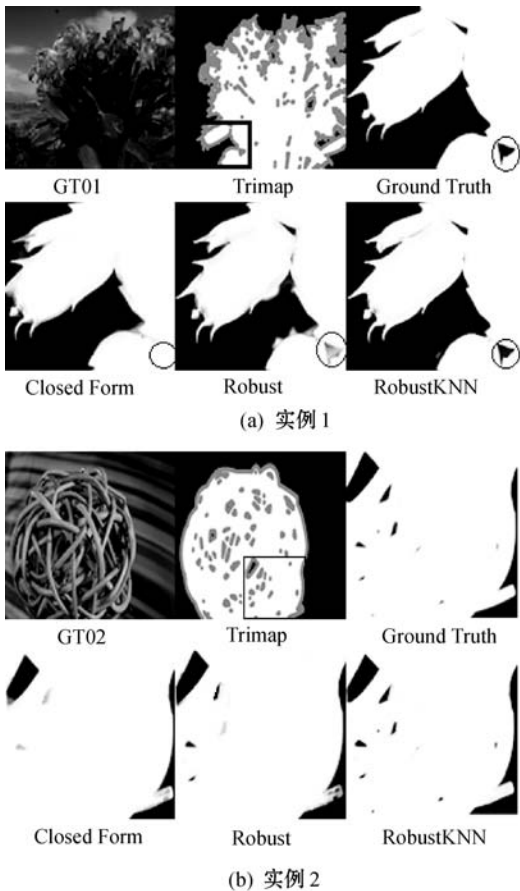 GT01 Trimap Ground Truth
Closed Form Robust RobustKNN
(a) 实例1
GT02 Trimap Ground Truth
Closed Form Robust RobustKNN
(b) 实例2